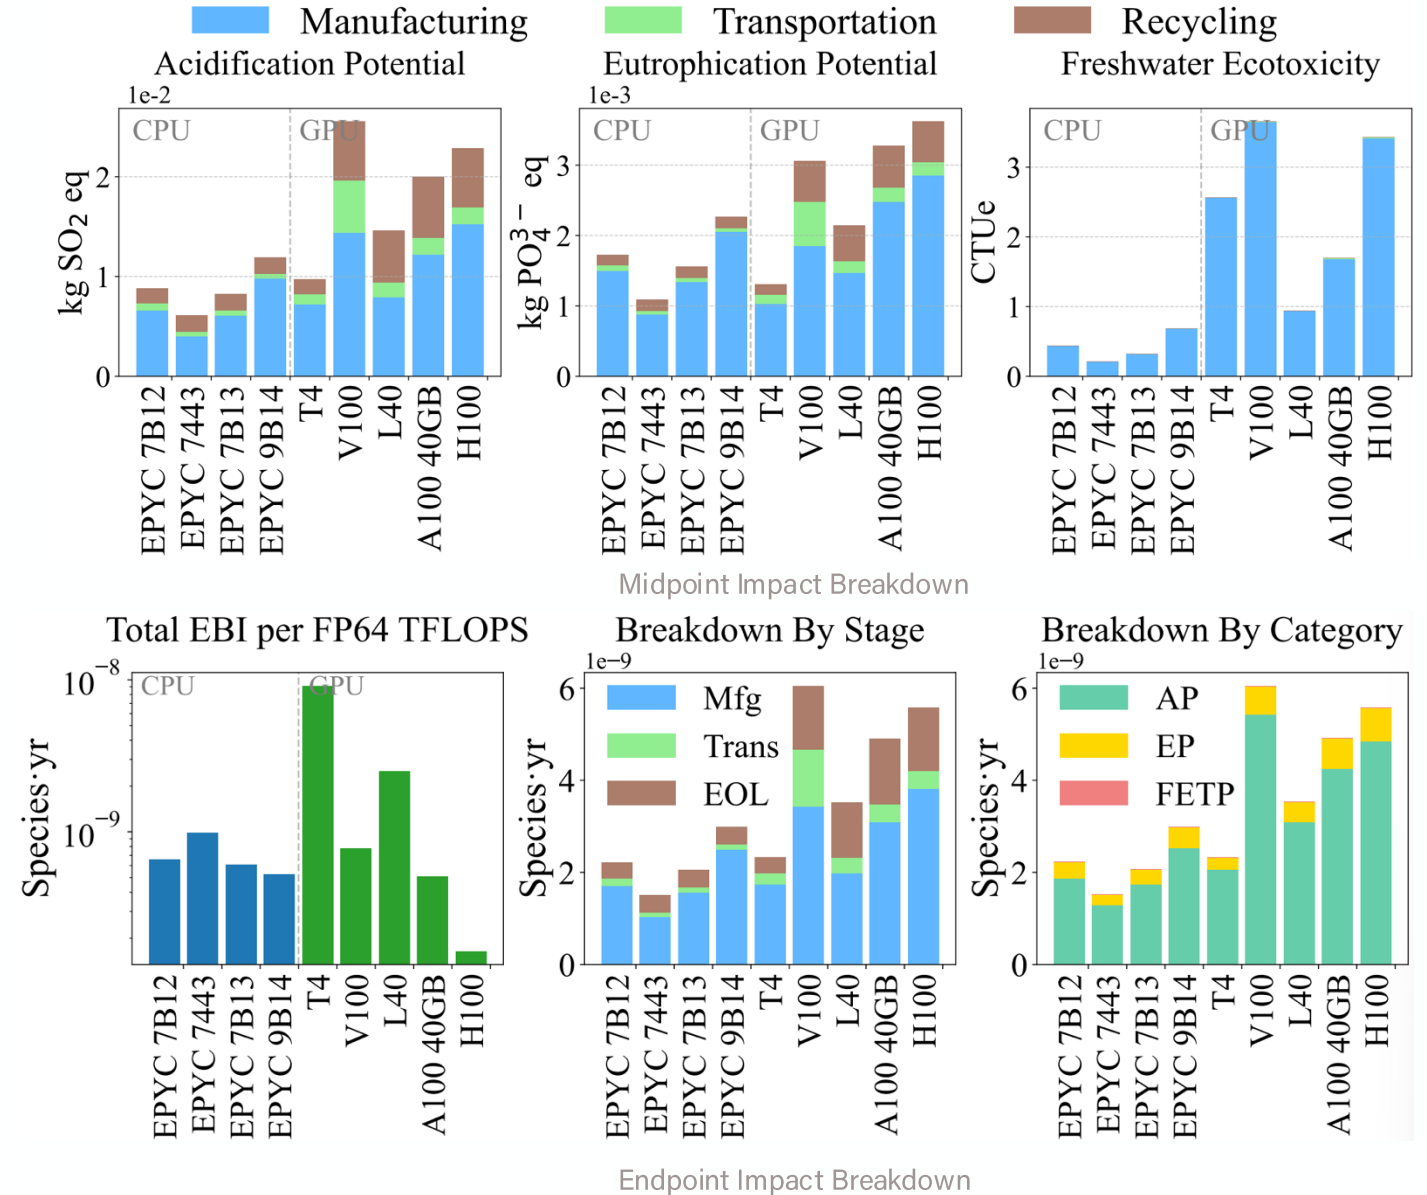 Manufacturing Transportation Recycling
Acidification Potential
1e-2
CPU GPU
kg SO₂ eq
2
1
0
EPYC 7B12
EPYC 7443
EPYC 7B13
EPYC 9B14
T4
V100
L40
A100 40GB
H100
Eutrophication Potential
1e-3
CPU GPU
kg PO₄³⁻ eq
3
2
1
0
EPYC 7B12
EPYC 7443
EPYC 7B13
EPYC 9B14
T4
V100
L40
A100 40GB
H100
Freshwater Ecotoxicity
CPU GPU
CTUe
3
2
1
0
EPYC 7B12
EPYC 7443
EPYC 7B13
EPYC 9B14
T4
V100
L40
A100 40GB
H100
Midpoint Impact Breakdown
Total EBI per FP64 TFLOPS
CPU GPU
Species·yr
10⁻⁸
10⁻⁹
EPYC 7B12
EPYC 7443
EPYC 7B13
EPYC 9B14
T4
V100
L40
A100 40GB
H100
Breakdown By Stage
1e−9
Species·yr
6
4
2
0
Mfg
Trans
EOL
EPYC 7B12
EPYC 7443
EPYC 7B13
EPYC 9B14
T4
V100
L40
A100 40GB
H100
Breakdown By Category
1e−9
Species·yr
6
4
2
0
AP
EP
FETP
EPYC 7B12
EPYC 7443
EPYC 7B13
EPYC 9B14
T4
V100
L40
A100 40GB
H100
Endpoint Impact Breakdown